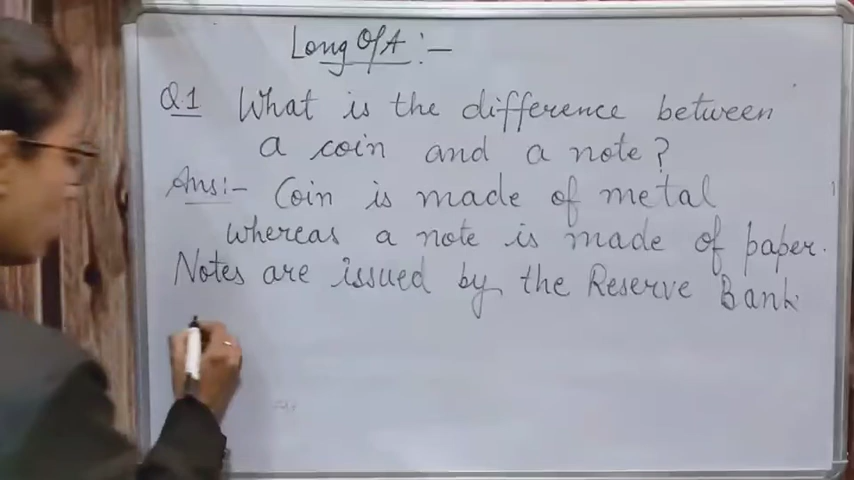 Long Q/A :-
Q.1 What is the difference between
a coin and a note?
Ans:- Coin is made of metal
whereas a note is made of paper.
Notes are issued by the Reserve Bank